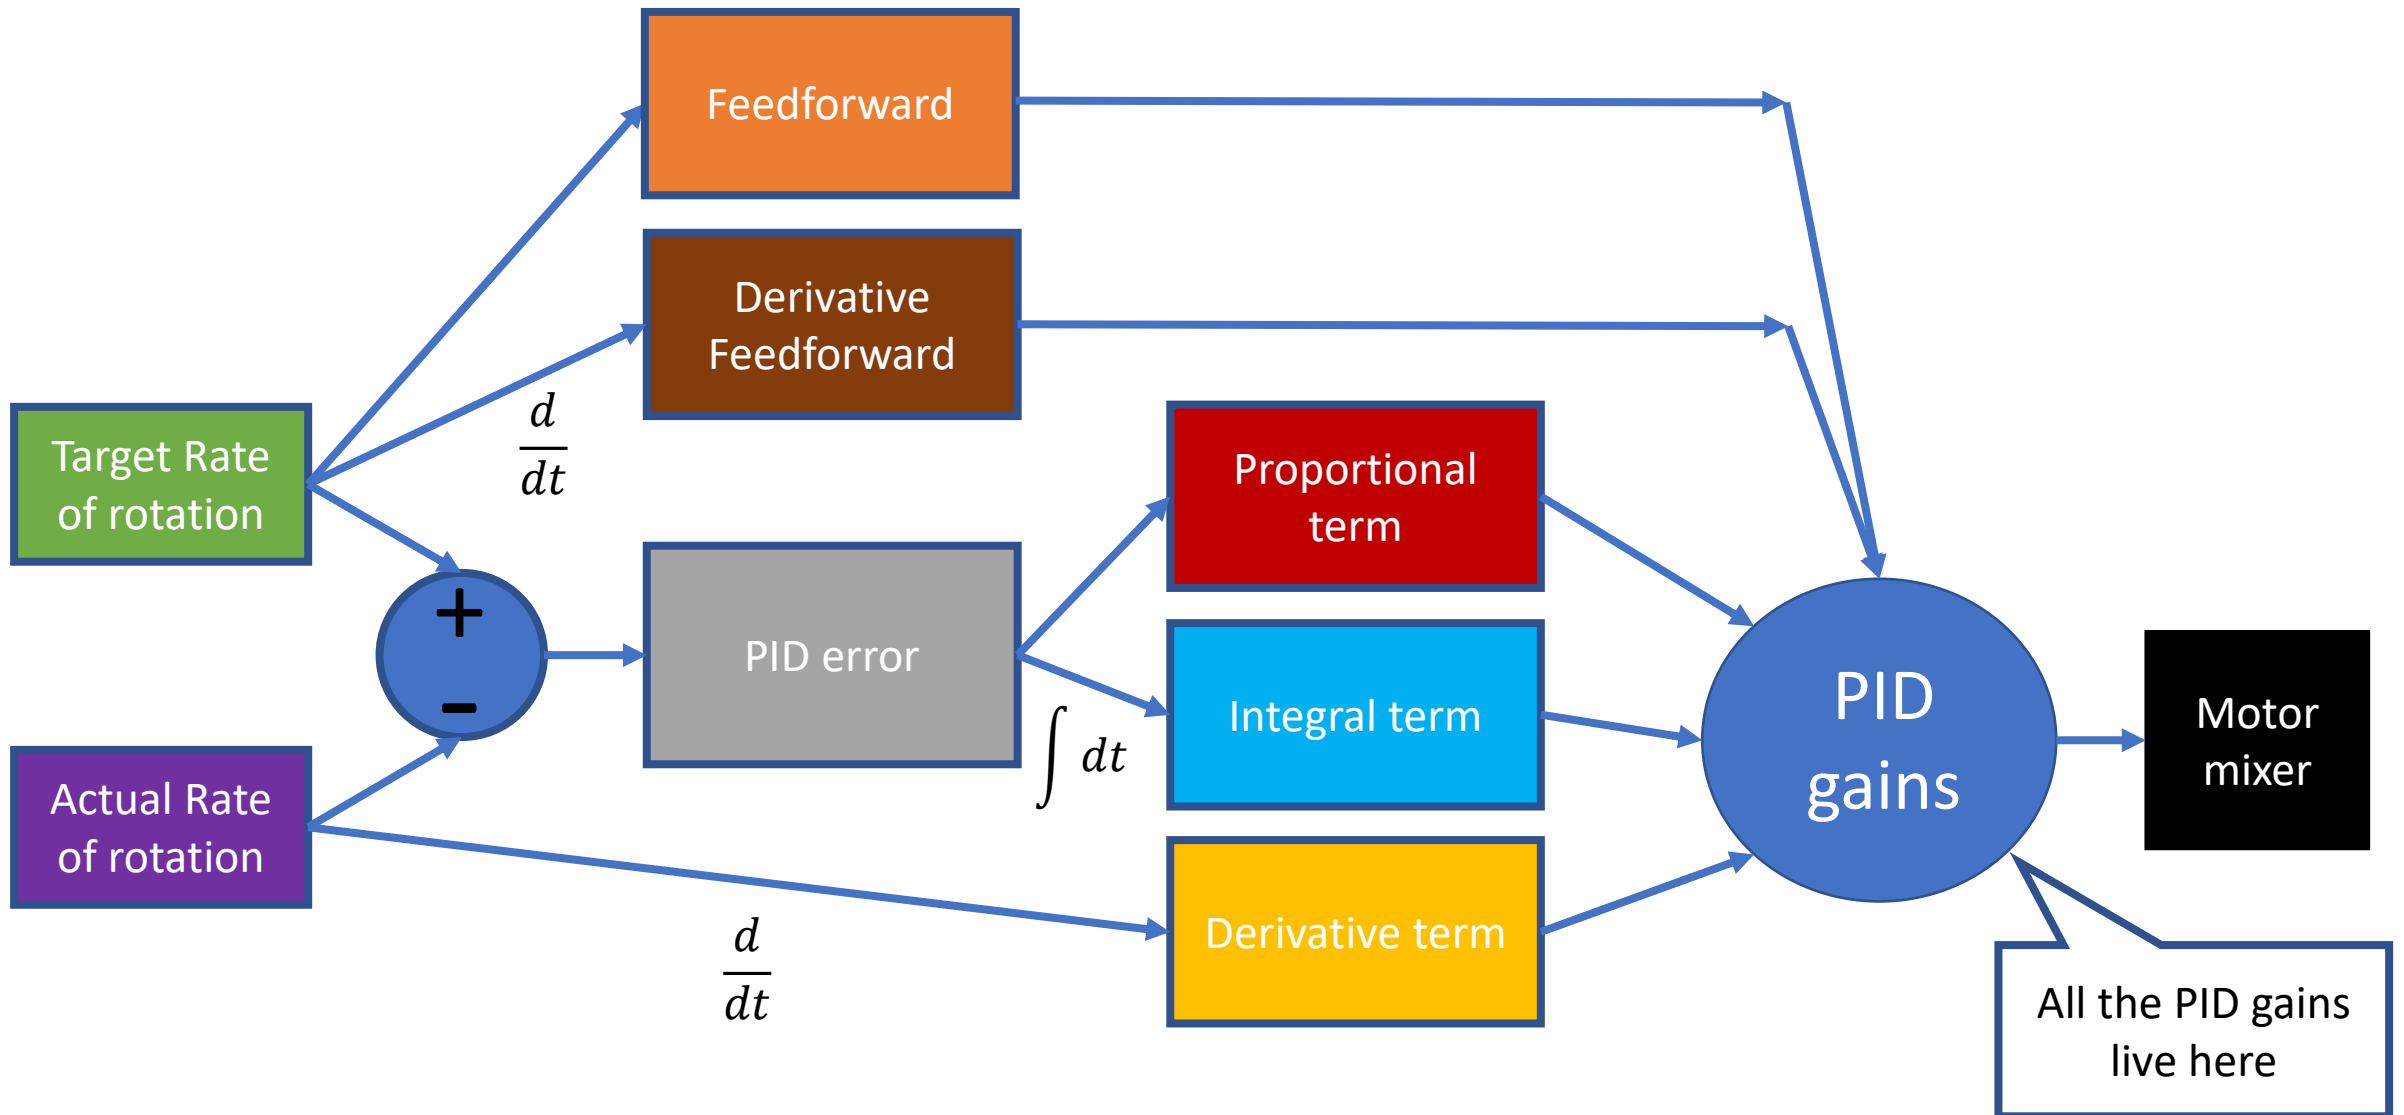 Feedforward
Derivative
Feedforward
d
dt
Target Rate
of rotation
+
-
Actual Rate
of rotation
PID error
∫ dt
d
dt
Proportional
term
Integral term
Derivative term
PID
gains
Motor
mixer
All the PID gains
live here